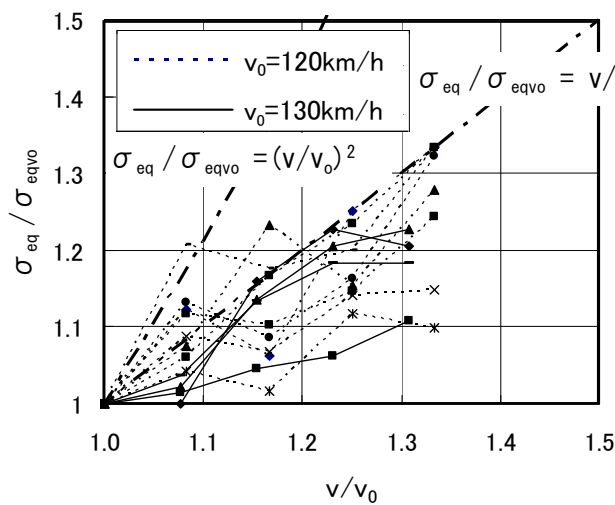 1.5
1.4
1.3
1.2
1.1
1
σeq / σeqvo
v₀=120km/h
v₀=130km/h
σeq / σeqvo = v/
σeq / σeqvo =(v/vo)²
1.0
1.1
1.2
1.3
1.4
1.5
v/v₀